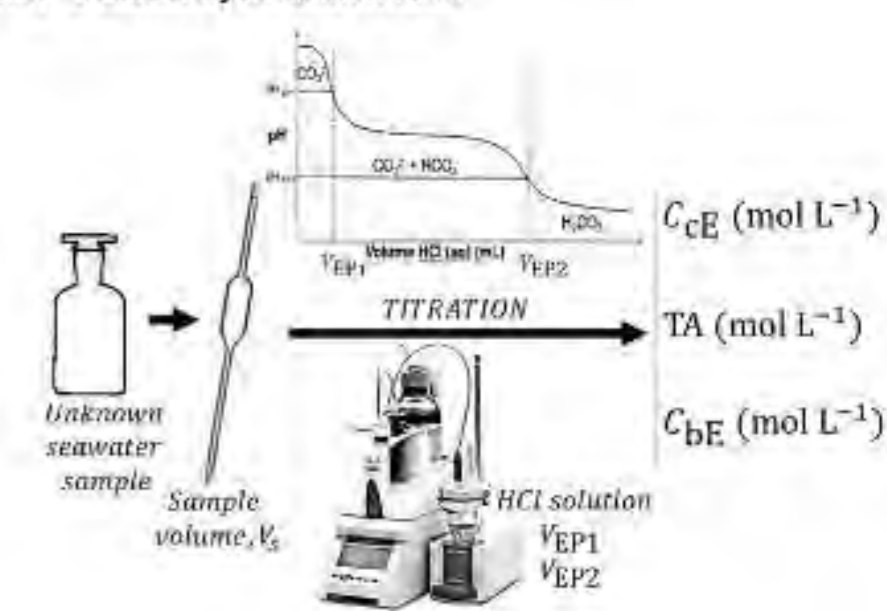 pH
CO₃²⁻ + HCO₃
H₂CO₃
Volume HCl (aq) (mL)
V_EP1
V_EP2
C_cE (mol L⁻¹)
TITRATION
TA (mol L⁻¹)
Unknown
seawater
sample
Sample
volume, V_s
HCl solution
V_EP1
V_EP2
C_bE (mol L⁻¹)